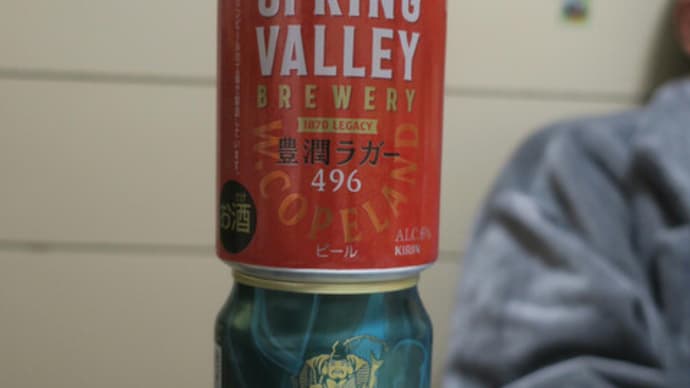 SPRING
VALLEY
BREWERY
1870 LEGACY
豊潤ラガー
496
W.COPELAND
お酒
ALC.6%
ビール
KIRIN